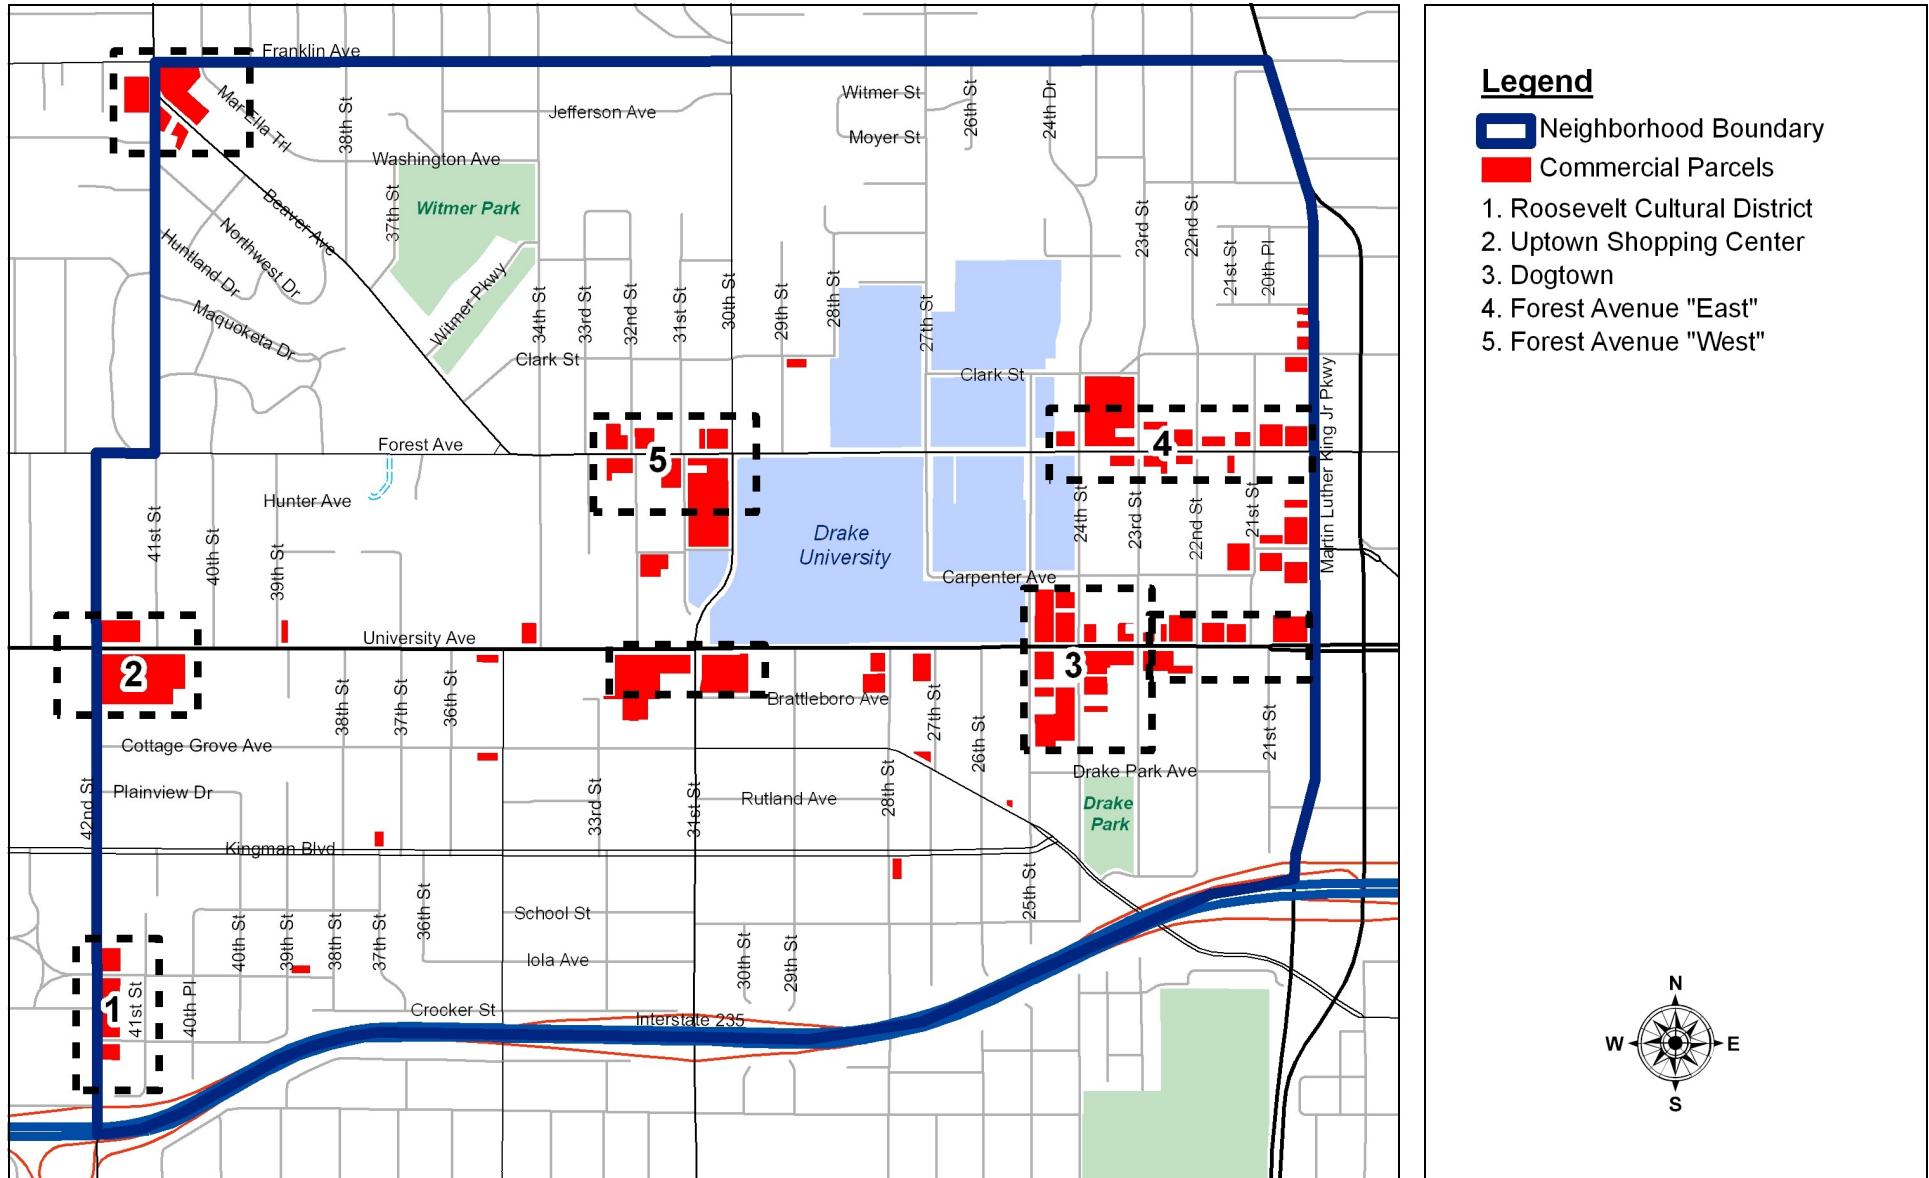 Franklin Ave
Mar-Ella Trl
38th St
Jefferson Ave
Witmer St
Moyer St
26th St
24th Dr
Washington Ave
37th St
Witmer Park
Beaver Ave
Northwest Dr
Huntland Dr
Maquoketa Dr
Witmer Pkwy
34th St
33rd St
32nd St
31st St
30th St
29th St
28th St
27th St
23rd St
22nd St
21st St
20th Pl
Clark St
Clark St
Martin Luther King Jr Pkwy
Forest Ave
5
4
Hunter Ave
41st St
40th St
39th St
Drake
University
24th St
23rd St
22nd St
21st St
Carpenter Ave
University Ave
2
3
38th St
37th St
36th St
Brattleboro Ave
27th St
26th St
21st St
Cottage Grove Ave
Plainview Dr
42nd St
33rd St
31st St
Rutland Ave
28th St
Drake Park Ave
Drake
Park
Kingman Blvd
25th St
36th St
School St
40th St
39th St
38th St
37th St
Iola Ave
30th St
29th St
1
41st St
40th Pl
Crocker St
Interstate 235
Legend
Neighborhood Boundary
Commercial Parcels
1. Roosevelt Cultural District
2. Uptown Shopping Center
3. Dogtown
4. Forest Avenue "East"
5. Forest Avenue "West"
N
W E
S